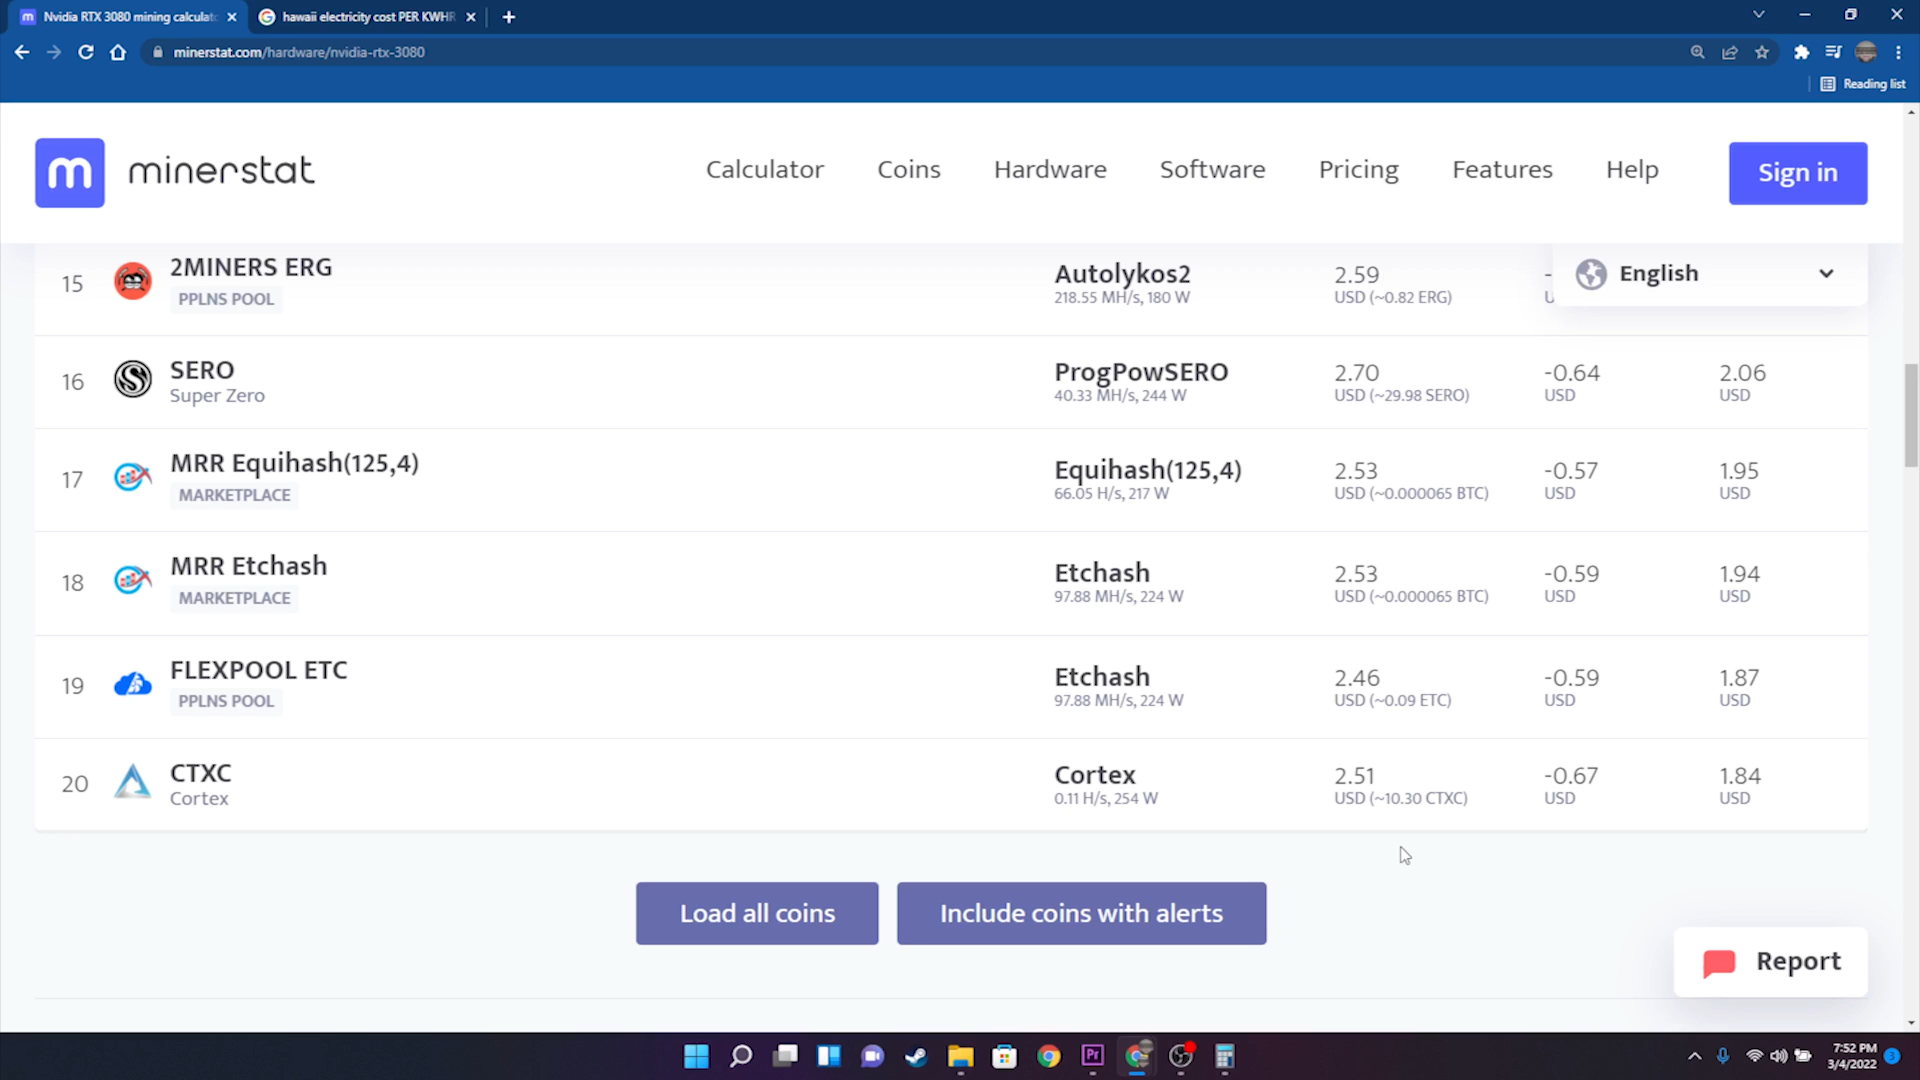 Nvidia RTX 3080 mining calculat
hawaii electricity cost PER KWHR
minerstat.com/hardware/nvidia-rtx-3080
Reading list
m minerstat
Calculator Coins Hardware Software Pricing Features Help Sign in
English
15 2MINERS ERG Autolykos2 2.59 -
PPLNS POOL 218.55 MH/s, 180 W USD (~0.82 ERG) U
16 SERO ProgPowSERO 2.70 -0.64 2.06
Super Zero 40.33 MH/s, 244 W USD (~29.98 SERO) USD USD
17 MRR Equihash(125,4) Equihash(125,4) 2.53 -0.57 1.95
MARKETPLACE 66.05 H/s, 217 W USD (~0.000065 BTC) USD USD
18 MRR Etchash Etchash 2.53 -0.59 1.94
MARKETPLACE 97.88 MH/s, 224 W USD (~0.000065 BTC) USD USD
19 FLEXPOOL ETC Etchash 2.46 -0.59 1.87
PPLNS POOL 97.88 MH/s, 224 W USD (~0.09 ETC) USD USD
20 CTXC Cortex 2.51 -0.67 1.84
Cortex 0.11 H/s, 254 W USD (~10.30 CTXC) USD USD
Load all coins Include coins with alerts
Report
Pr
7:52 PM
3/4/2022
3